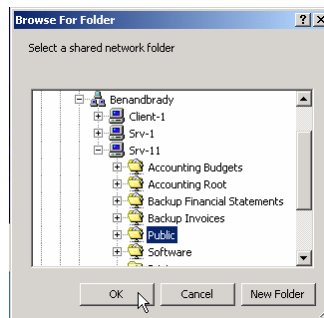 Browse For Folder
Select a shared network folder
Benandbrady
Client-1
Srv-1
Srv-11
Accounting Budgets
Accounting Root
Backup Financial Statements
Backup Invoices
Public
Software
OK Cancel New Folder